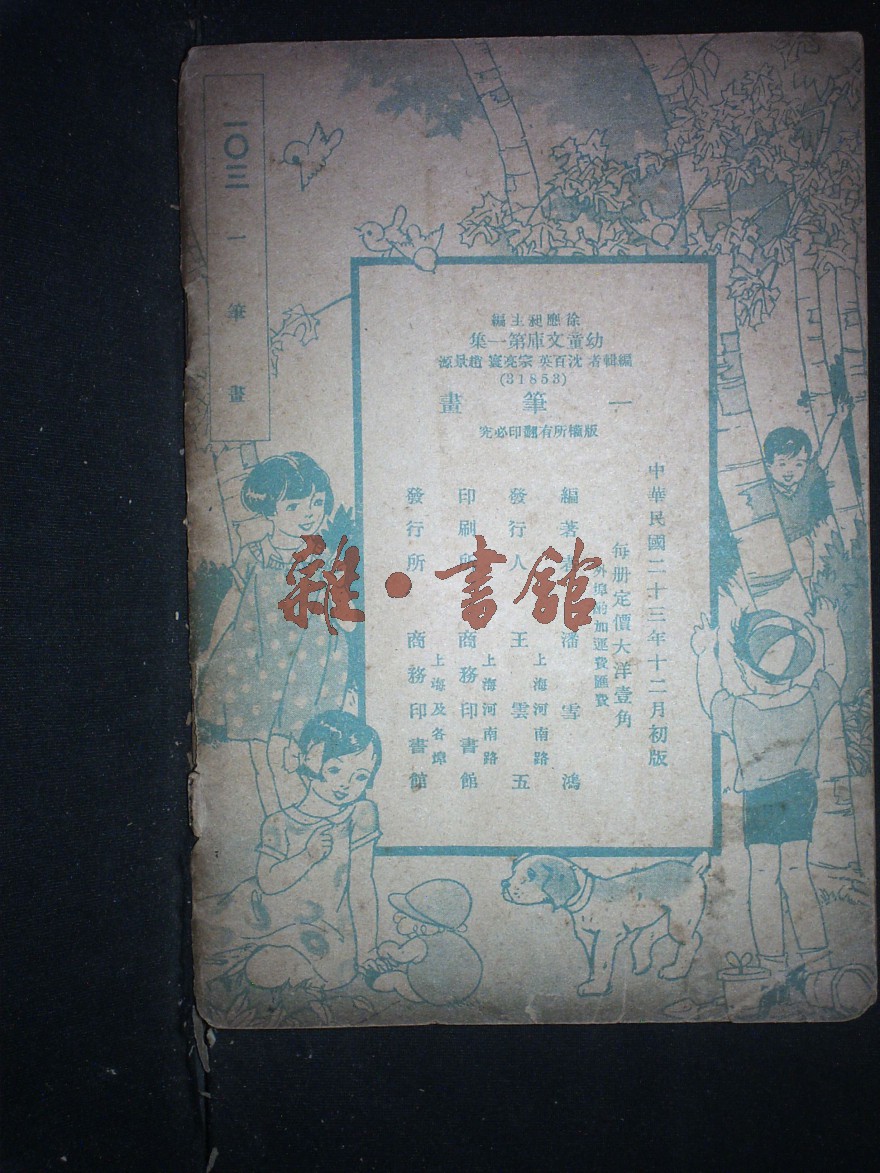 徐應昶主編
幼童文庫第一集
編輯者 沈百英 宗亮寰 趙景源
(31853)
一筆畫
版權所有翻印必究
中華民國二十三年十二月初版
每册定價大洋壹角
外埠酌加運費匯費
編著者 潘雪鴻
上海河南路
發行人 王雲五
上海河南路
印刷所 商務印書館
上海及各埠
發行所 商務印書館
一〇三 一筆畫
雜·書館